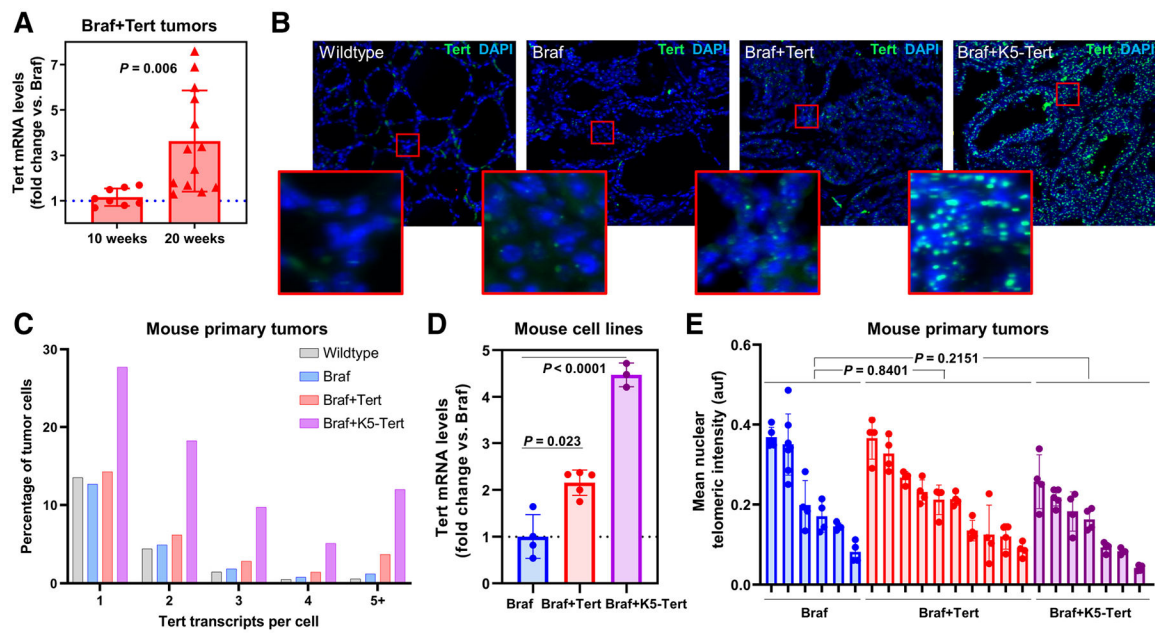 A
Braf+Tert tumors
Tert mRNA levels
(fold change vs. Braf)
7
5
3
1
P = 0.006
10 weeks
20 weeks
B
Wildtype
Tert DAPI
Braf
Tert DAPI
Braf+Tert
Tert DAPI
Braf+K5-Tert
Tert DAPI
C
Mouse primary tumors
Percentage of tumor cells
30
20
10
0
Wildtype
Braf
Braf+Tert
Braf+K5-Tert
1
2
3
4
5+
Tert transcripts per cell
D
Mouse cell lines
Tert mRNA levels
(fold change vs. Braf)
5
4
3
2
1
0
P < 0.0001
P = 0.023
Braf
Braf+Tert
Braf+K5-Tert
E
Mouse primary tumors
Mean nuclear
telomeric intensity (auf)
0.6
0.4
0.2
0.0
P = 0.2151
P = 0.8401
Braf
Braf+Tert
Braf+K5-Tert